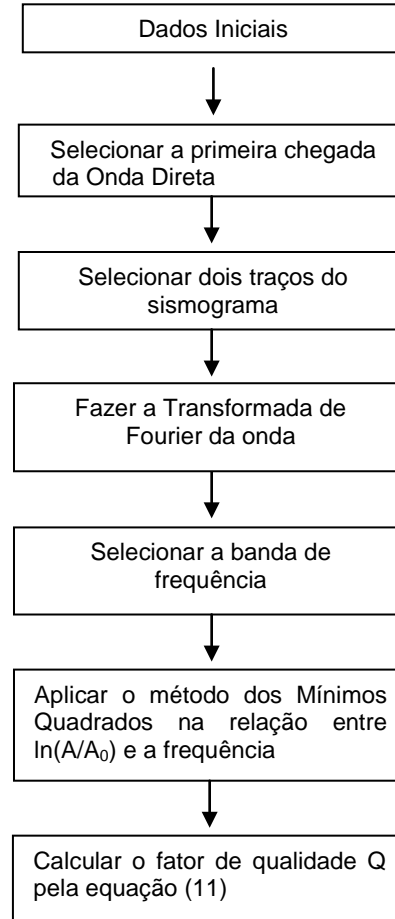 Dados Iniciais
Selecionar a primeira chegada
da Onda Direta
Selecionar dois traços do
sismograma
Fazer a Transformada de
Fourier da onda
Selecionar a banda de
frequência
Aplicar o método dos Mínimos
Quadrados na relação entre
ln(A/A₀) e a frequência
Calcular o fator de qualidade Q
pela equação (11)